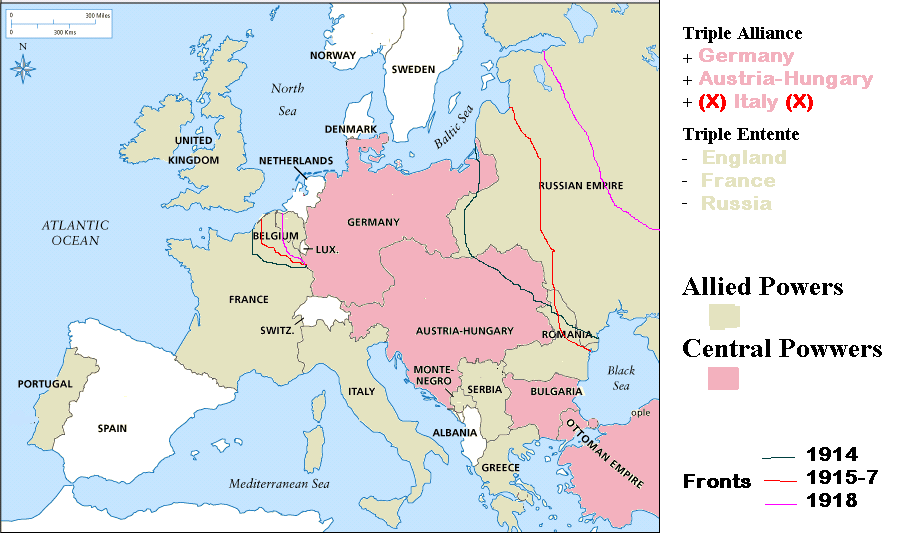 0 300 Miles
0 300 Kms
N
NORWAY
SWEDEN
North
Sea
Baltic Sea
DENMARK
UNITED
KINGDOM
NETHERLANDS
RUSSIAN EMPIRE
ATLANTIC
OCEAN
BELGIUM
GERMANY
LUX.
FRANCE
SWITZ.
AUSTRIA-HUNGARY
ROMANIA
MONTE-
NEGRO
SERBIA
BULGARIA
Black
Sea
PORTUGAL
SPAIN
ITALY
ALBANIA
ople
OTTOMAN EMPIRE
GREECE
Mediterranean Sea
Triple Alliance
+ Germany
+ Austria-Hungary
+ (X) Italy (X)
Triple Entente
- England
- France
- Russia
Allied Powers
Central Powwers
Fronts
1914
1915-7
1918